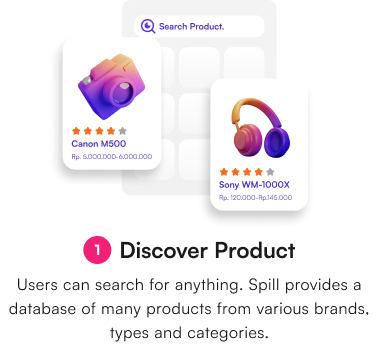 Search Product.
Canon M500
Rp. 5.000.000-6.000.000
Sony WM-1000X
Rp. 120.000-Rp.145.000
1 Discover Product
Users can search for anything. Spill provides a
database of many products from various brands,
types and categories.